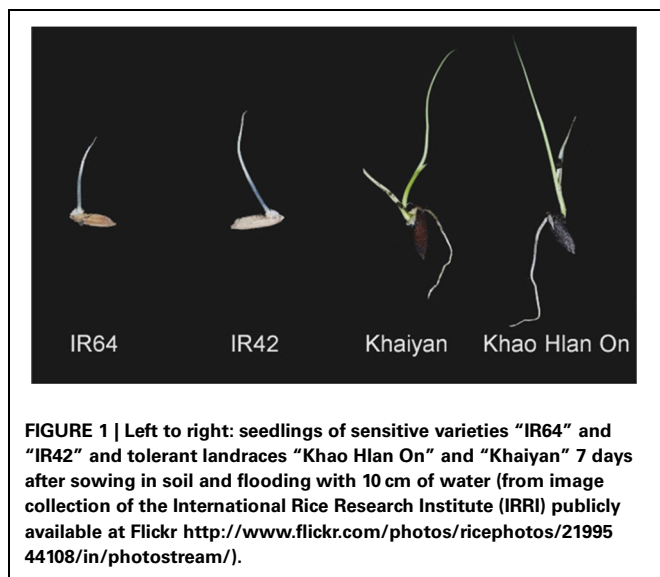 IR64 IR42 Khaiyan Khao Hlan On
FIGURE 1 | Left to right: seedlings of sensitive varieties “IR64” and
“IR42” and tolerant landraces “Khao Hlan On” and “Khaiyan” 7 days
after sowing in soil and flooding with 10 cm of water (from image
collection of the International Rice Research Institute (IRRI) publicly
available at Flickr http://www.flickr.com/photos/ricephotos/21995
44108/in/photostream/).